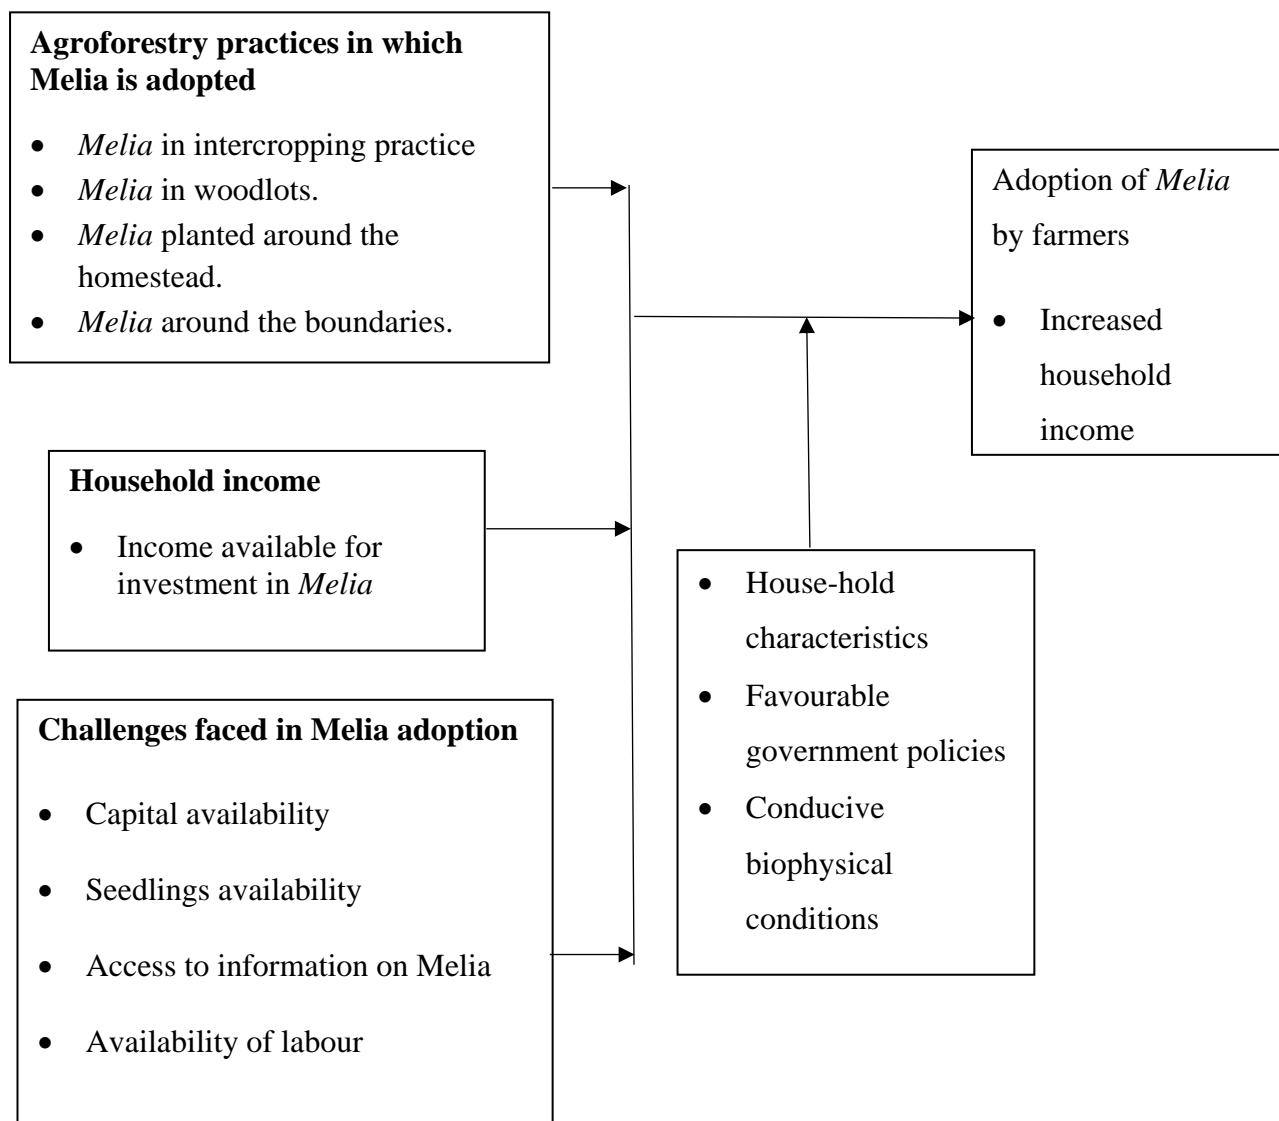 Agroforestry practices in which
Melia is adopted
• Melia in intercropping practice
• Melia in woodlots.
• Melia planted around the
homestead.
• Melia around the boundaries.
Adoption of Melia
by farmers
• Increased
household
income
Household income
• Income available for
investment in Melia
• House-hold
characteristics
• Favourable
government policies
• Conducive
biophysical
conditions
Challenges faced in Melia adoption
• Capital availability
• Seedlings availability
• Access to information on Melia
• Availability of labour